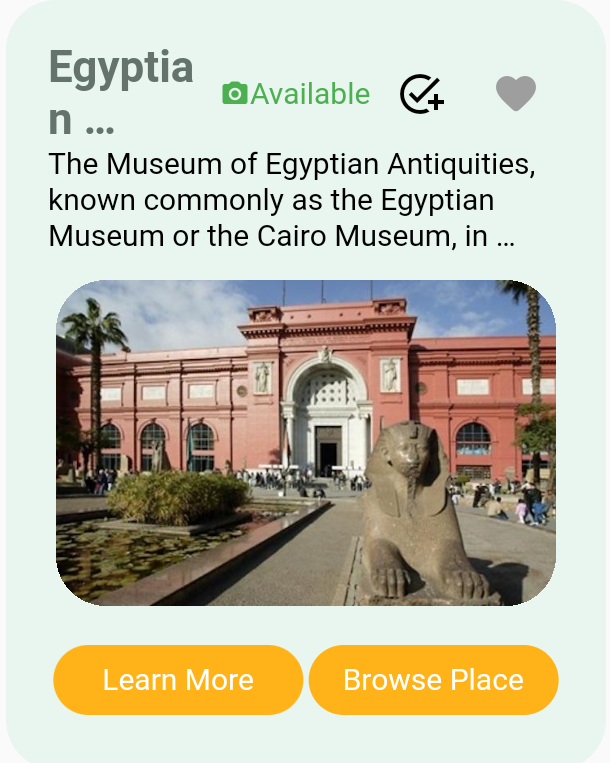 Egyptia
n ...
Available
The Museum of Egyptian Antiquities,
known commonly as the Egyptian
Museum or the Cairo Museum, in ...
Learn More
Browse Place